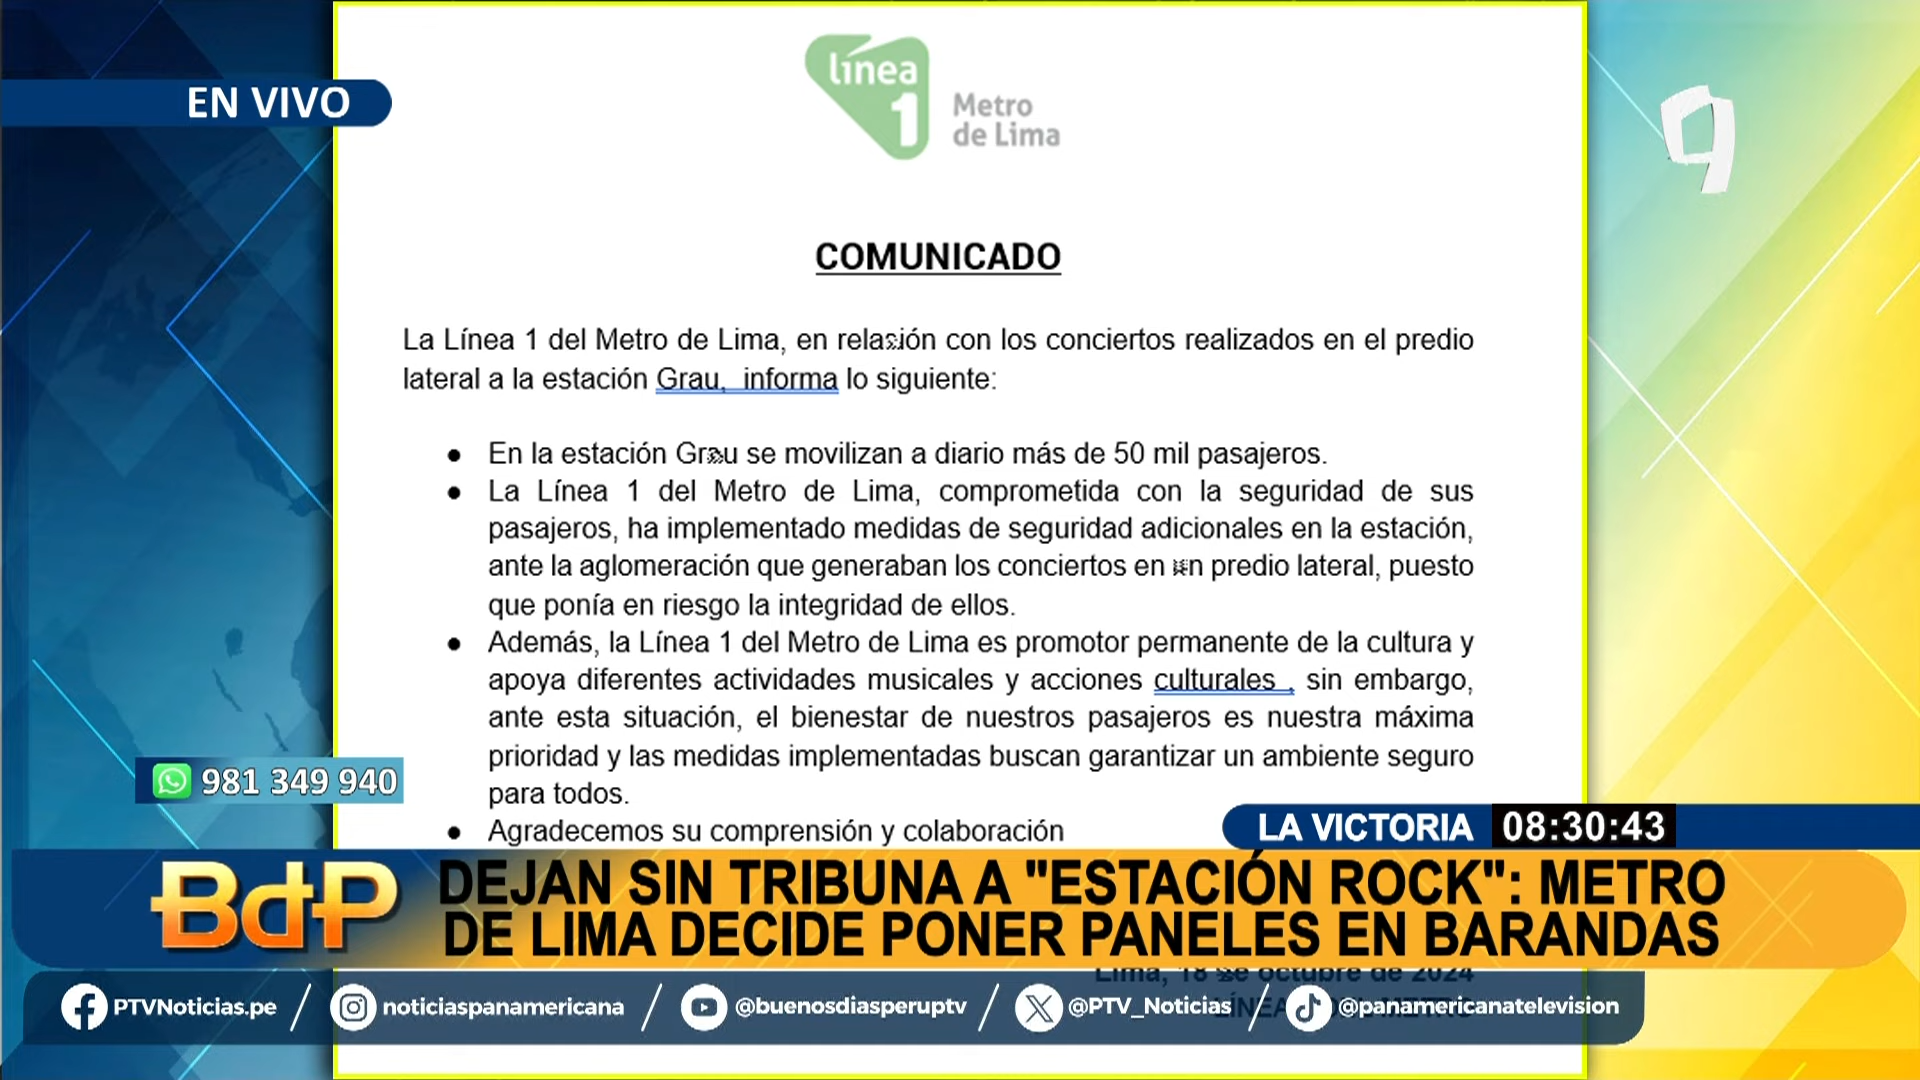 EN VIVO
línea
1
Metro
de Lima
COMUNICADO
La Línea 1 del Metro de Lima, en relasión con los conciertos realizados en el predio
lateral a la estación Grau, informa lo siguiente:
● En la estación Grau se movilizan a diario más de 50 mil pasajeros.
● La Línea 1 del Metro de Lima, comprometida con la seguridad de sus
pasajeros, ha implementado medidas de seguridad adicionales en la estación,
ante la aglomeración que generaban los conciertos en un predio lateral, puesto
que ponía en riesgo la integridad de ellos.
● Además, la Línea 1 del Metro de Lima es promotor permanente de la cultura y
apoya diferentes actividades musicales y acciones culturales , sin embargo,
ante esta situación, el bienestar de nuestros pasajeros es nuestra máxima
prioridad y las medidas implementadas buscan garantizar un ambiente seguro
para todos.
● Agradecemos su comprensión y colaboración
981 349 940
LA VICTORIA 08:30:43
BdP
DEJAN SIN TRIBUNA A "ESTACIÓN ROCK": METRO
DE LIMA DECIDE PONER PANELES EN BARANDAS
Lima, 18 de octubre de 2024
PTVNoticias.pe / noticiaspanamericana / @buenosdiasperuptv / @PTV_Noticias / @panamericanatelevision